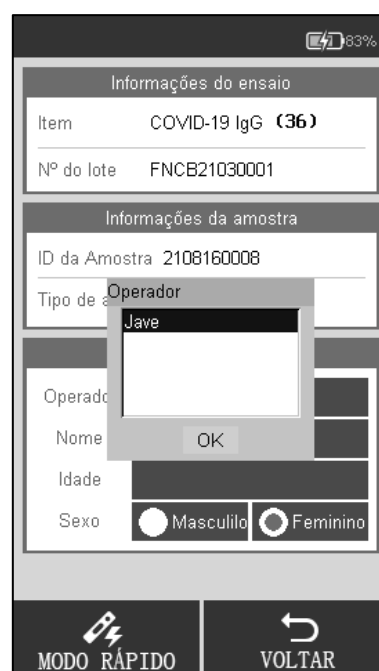 83%
Informações do ensaio
Item COVID-19 IgG (36)
Nº do lote FNCB21030001
Informações da amostra
ID da Amostra 2108160008
Tipo de a
Operador
Jave
Operado
Nome
OK
Idade
Sexo Masculilo Feminino
MODO RÁPIDO VOLTAR